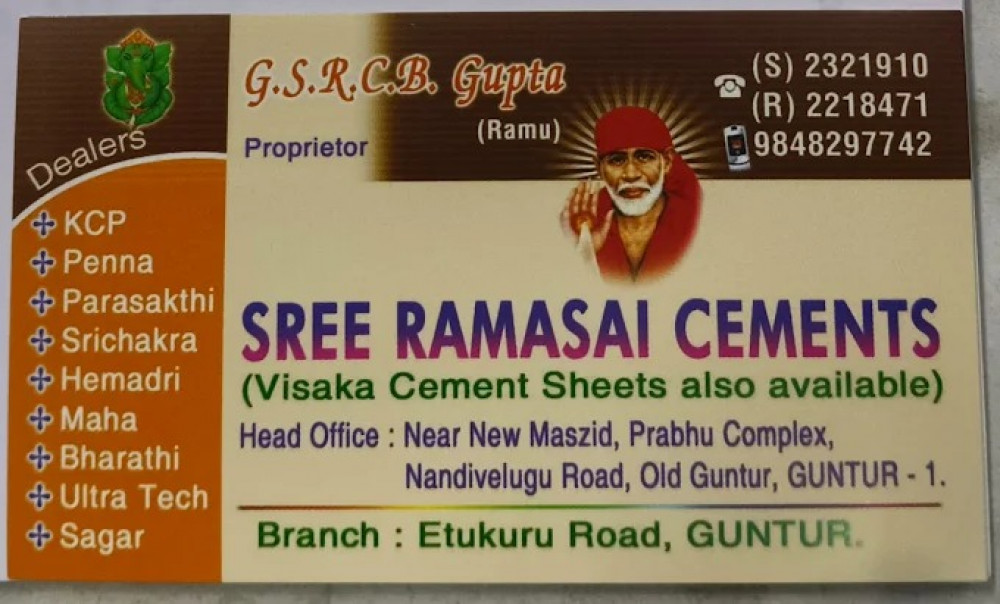 Dealers
KCP
Penna
Parasakthi
Srichakra
Hemadri
Maha
Bharathi
Ultra Tech
Sagar
G.S.R.C.B. Gupta
(Ramu)
Proprietor
(S) 2321910
(R) 2218471
9848297742
SREE RAMASAI CEMENTS
(Visaka Cement Sheets also available)
Head Office : Near New Maszid, Prabhu Complex,
Nandivelugu Road, Old Guntur, GUNTUR - 1.
Branch : Etukuru Road, GUNTUR.